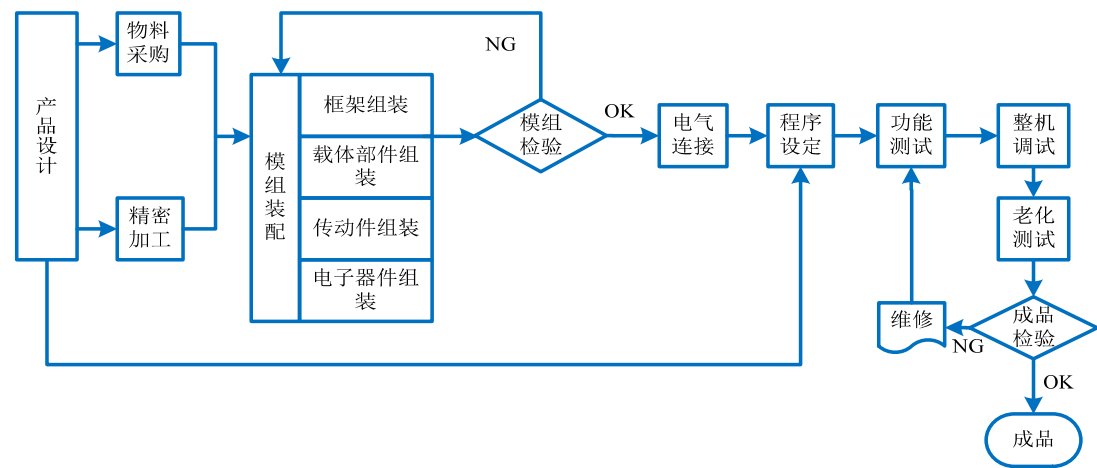 产品设计
物料
采购
精密
加工
模组装配
框架组装
载体部件组
装
传动件组装
电子器件组
装
NG
模组
检验
OK
电气
连接
程序
设定
功能
测试
整机
调试
老化
测试
成品
检验
NG
维修
OK
成品